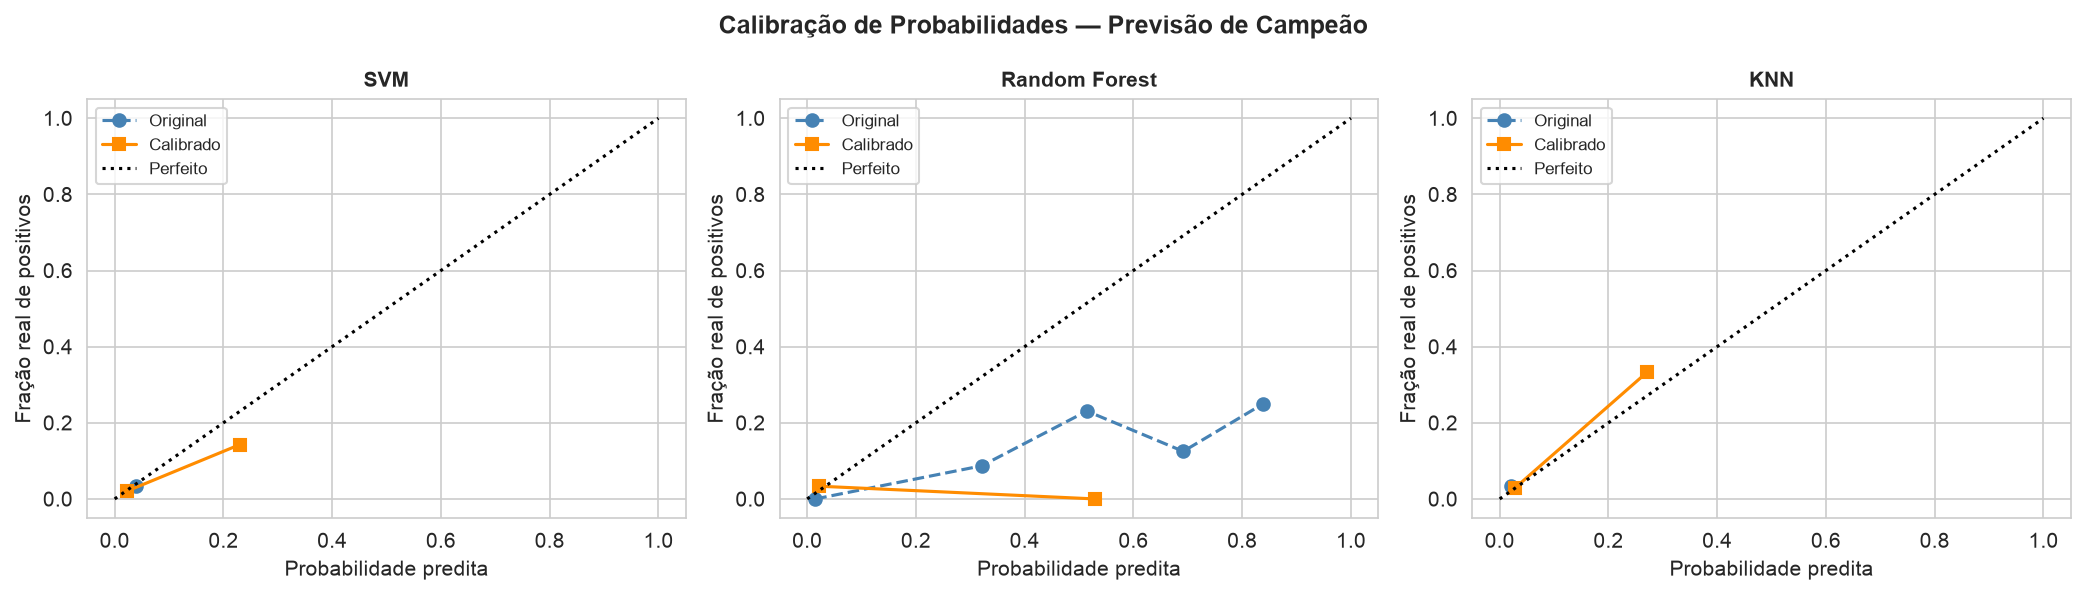 Calibração de Probabilidades — Previsão de Campeão
SVM
Original
Calibrado
Perfeito
1.0
0.8
0.6
0.4
0.2
0.0
Fração real de positivos
0.0 0.2 0.4 0.6 0.8 1.0
Probabilidade predita
Random Forest
Original
Calibrado
Perfeito
1.0
0.8
0.6
0.4
0.2
0.0
Fração real de positivos
0.0 0.2 0.4 0.6 0.8 1.0
Probabilidade predita
KNN
Original
Calibrado
Perfeito
1.0
0.8
0.6
0.4
0.2
0.0
Fração real de positivos
0.0 0.2 0.4 0.6 0.8 1.0
Probabilidade predita